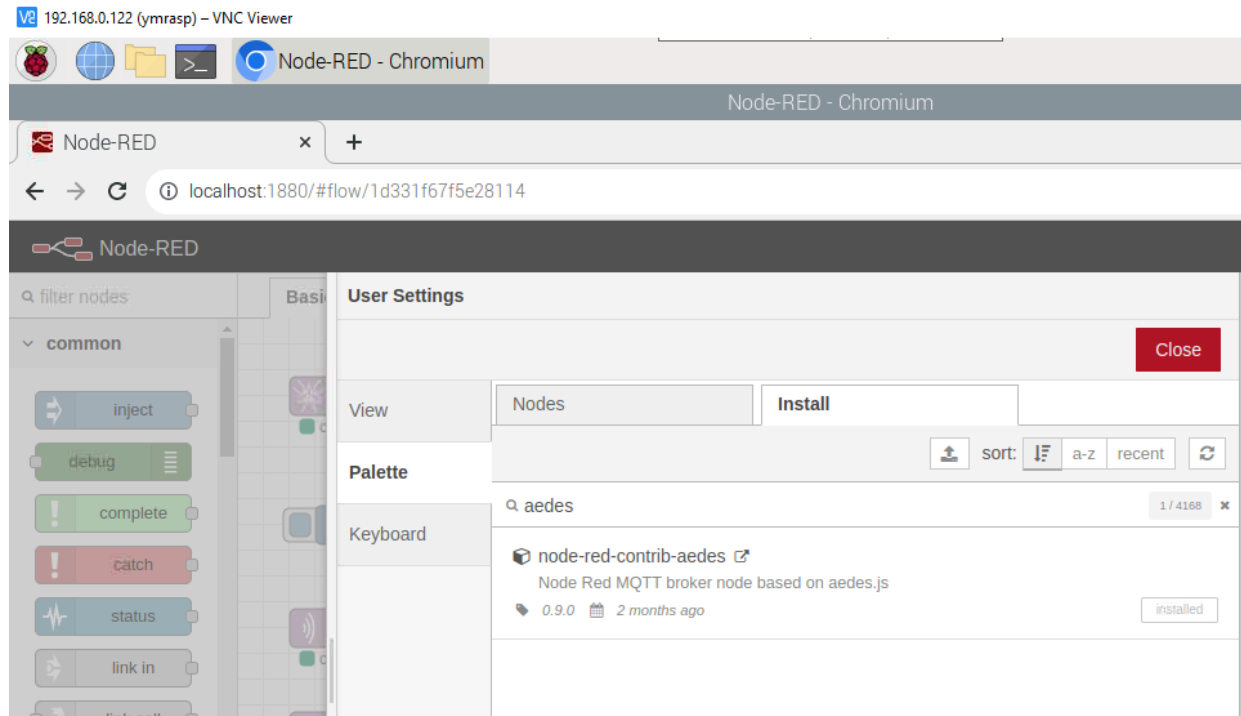 192.168.0.122 (ymrasp) – VNC Viewer
Node-RED - Chromium
Node-RED - Chromium
Node-RED
localhost:1880/#flow/1d331f67f5e28114
Node-RED
filter nodes
Basi
User Settings
common
Close
inject
View
Nodes
Install
debug
sort: a-z recent
Palette
complete
aedes
1 / 4168
Keyboard
catch
node-red-contrib-aedes
Node Red MQTT broker node based on aedes.js
status
0.9.0 2 months ago
installed
link in